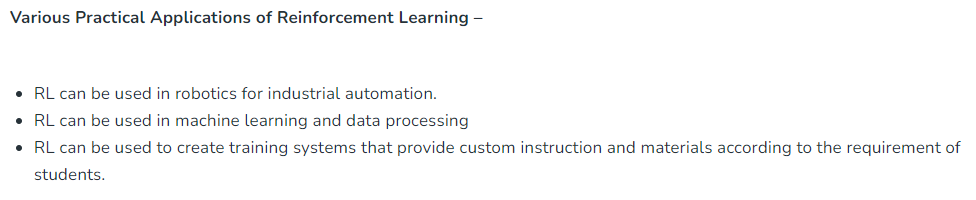 Various Practical Applications of Reinforcement Learning –
• RL can be used in robotics for industrial automation.
• RL can be used in machine learning and data processing
• RL can be used to create training systems that provide custom instruction and materials according to the requirement of
students.